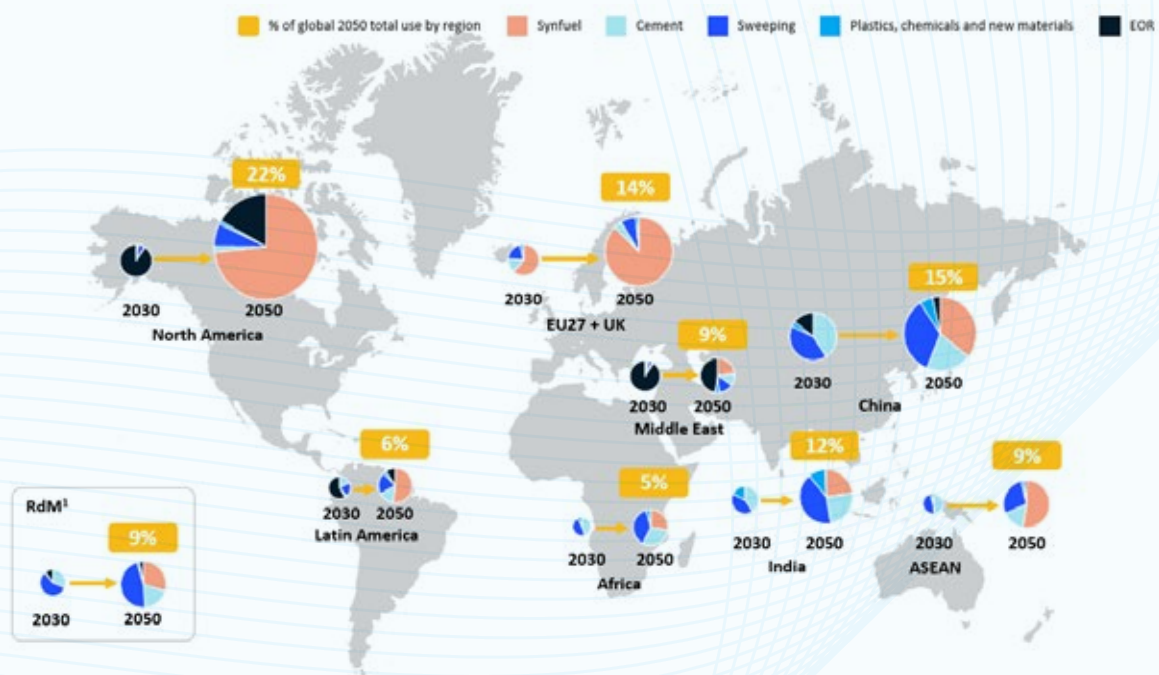 % of global 2050 total use by region Synfuel Cement Sweeping Plastics, chemicals and new materials EOR
22%
2030 2050
North America
14%
2030 2050
EU27 + UK
15%
2030 2050
China
9%
2030 2050
Middle East
6%
2030 2050
Latin America
5%
2030 2050
Africa
12%
2030 2050
India
9%
2030 2050
ASEAN
RdM¹
9%
2030 2050